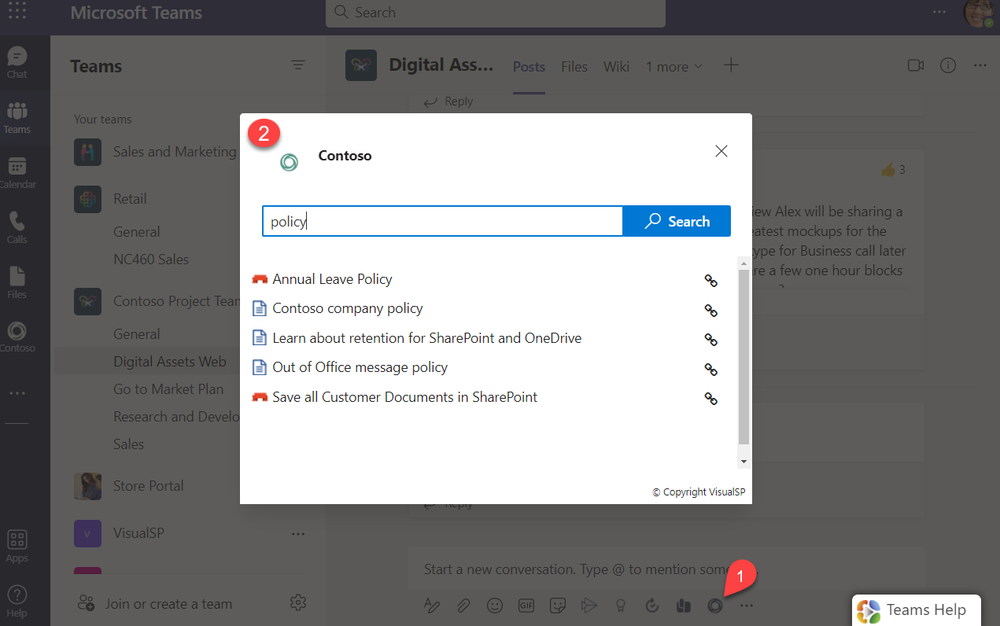 Microsoft Teams
Search
Chat
Teams
Calendar
Calls
Files
Contoso
Apps
Help
Teams
Your teams
Sales and Marketing
Retail
General
NC460 Sales
Contoso Project Team
General
Digital Assets Web
Go to Market Plan
Research and Develo
Sales
Store Portal
V
VisualSP
Join or create a team
Digital Ass...
Posts
Files
Wiki
1 more
Reply
3
iew Alex will be sharing a
eatest mockups for the
type for Business call later
re a few one hour blocks
2
Contoso
policy
Search
Annual Leave Policy
Contoso company policy
Learn about retention for SharePoint and OneDrive
Out of Office message policy
Save all Customer Documents in SharePoint
© Copyright VisualSP
Reply
Start a new conversation. Type @ to mention som
1
GIF
Teams Help